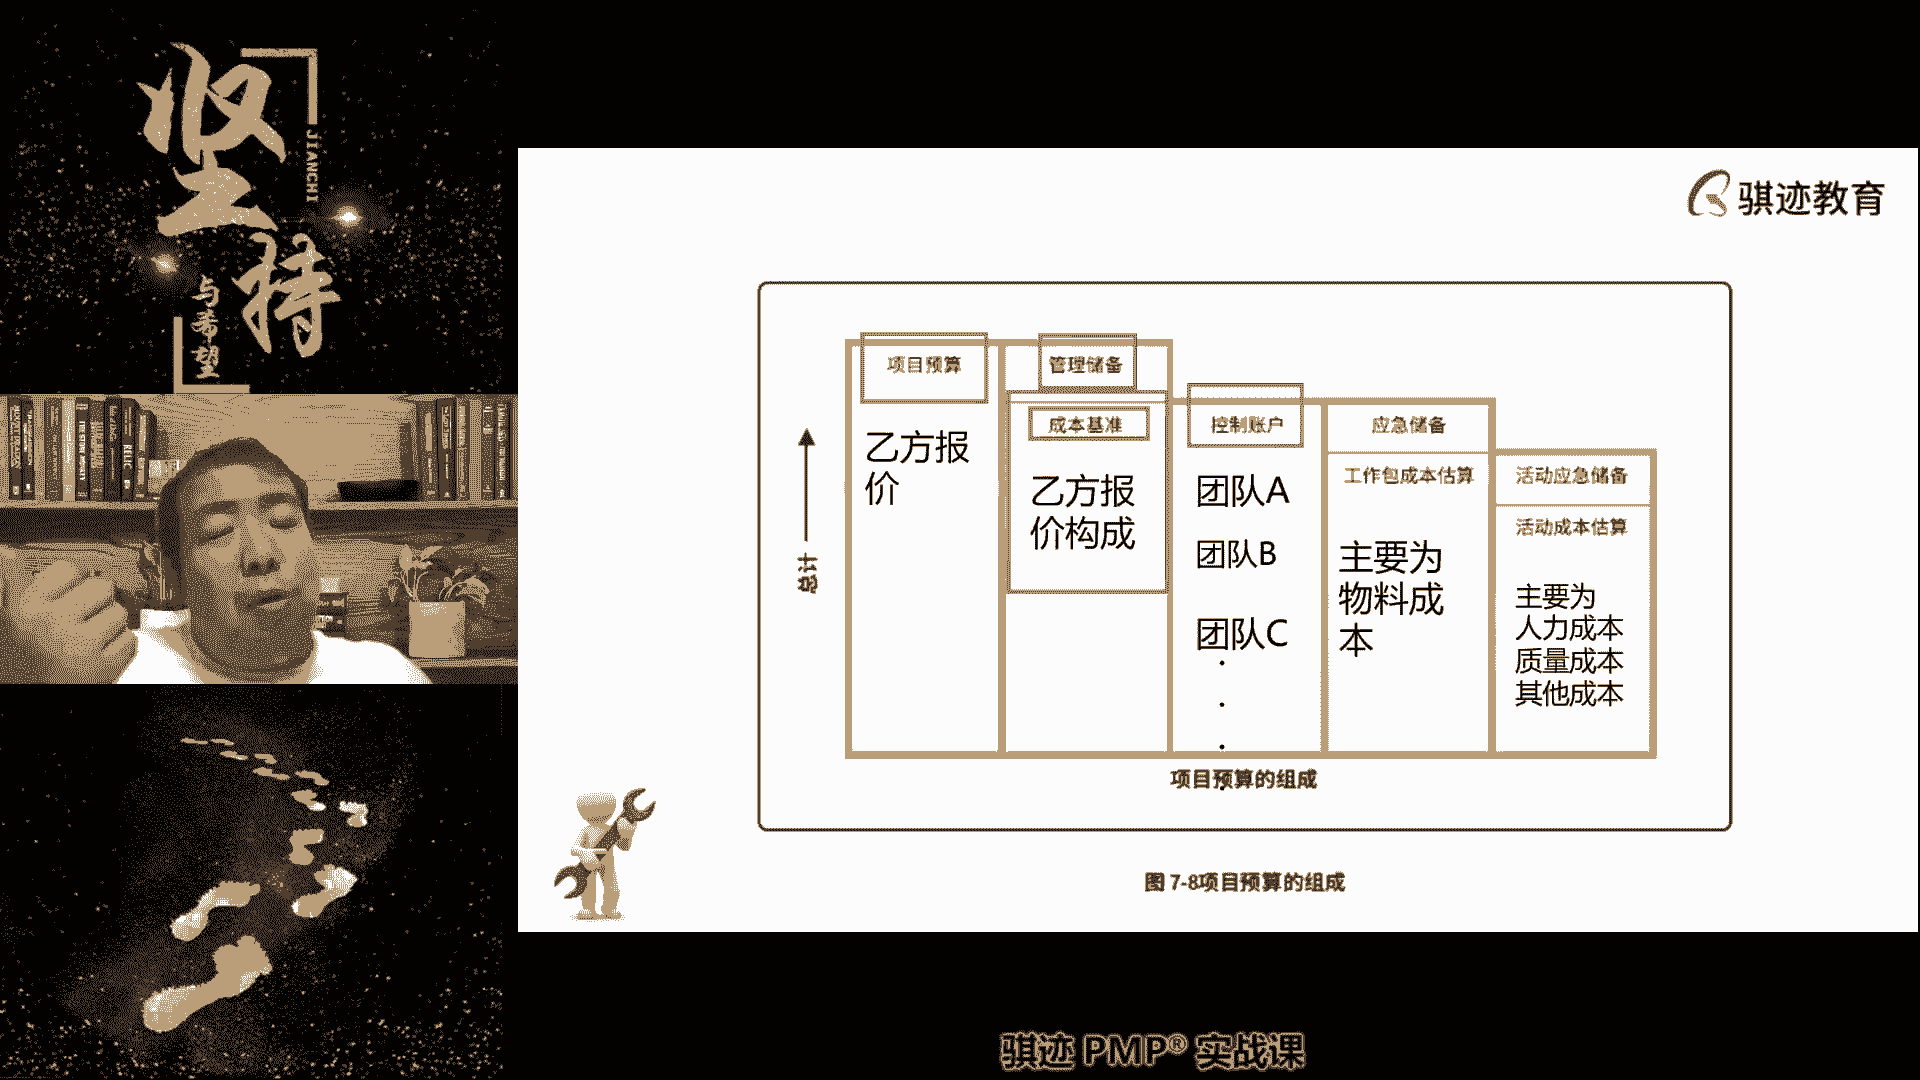 坚持
JIANCHI
与希望
骐迹教育
项目预算
乙方报
价
管理储备
成本基准
乙方报
价构成
控制账户
团队A
团队B
团队C
应急储备
工作包成本估算
主要为
物料成
本
活动应急储备
活动成本估算
主要为
人力成本
质量成本
其他成本
总计
项目预算的组成
图 7-8项目预算的组成
骐迹 PMP® 实战课